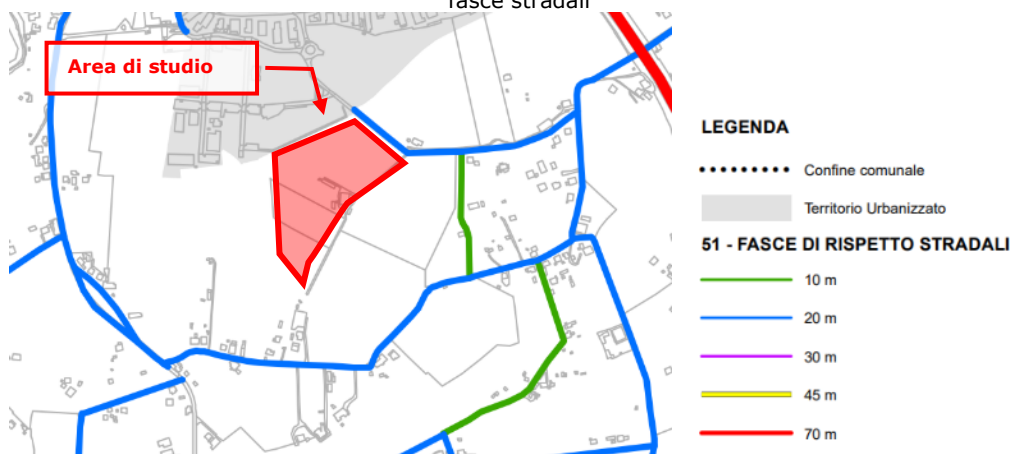 fasce stradali
Area di studio
LEGENDA
Confine comunale
Territorio Urbanizzato
51 - FASCE DI RISPETTO STRADALI
10 m
20 m
30 m
45 m
70 m